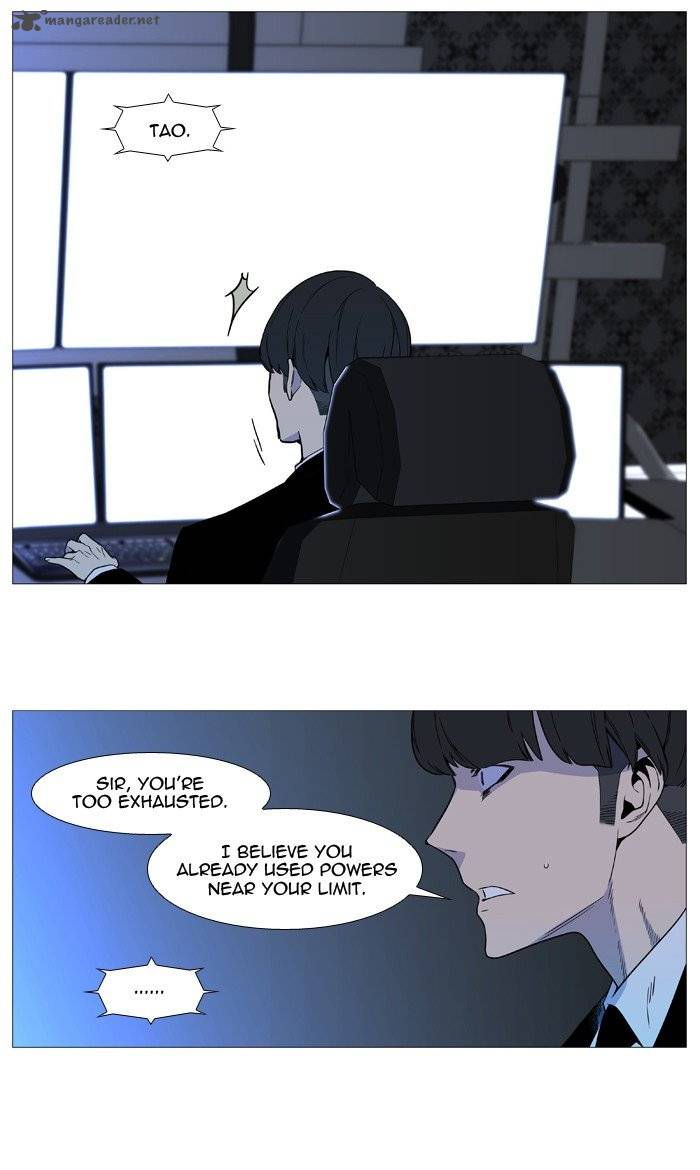 mangareader.net
TAO.
SIR, YOU'RE
TOO EXHAUSTED.
I BELIEVE YOU
ALREADY USED POWERS
NEAR YOUR LIMIT.
......